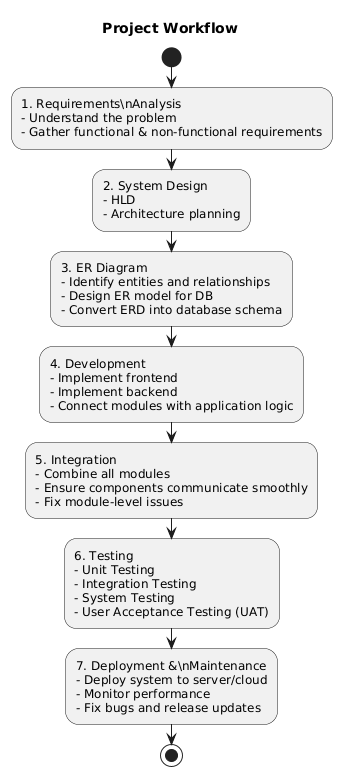 Project Workflow
1. Requirements\nAnalysis
- Understand the problem
- Gather functional & non-functional requirements
2. System Design
- HLD
- Architecture planning
3. ER Diagram
- Identify entities and relationships
- Design ER model for DB
- Convert ERD into database schema
4. Development
- Implement frontend
- Implement backend
- Connect modules with application logic
5. Integration
- Combine all modules
- Ensure components communicate smoothly
- Fix module-level issues
6. Testing
- Unit Testing
- Integration Testing
- System Testing
- User Acceptance Testing (UAT)
7. Deployment &\nMaintenance
- Deploy system to server/cloud
- Monitor performance
- Fix bugs and release updates